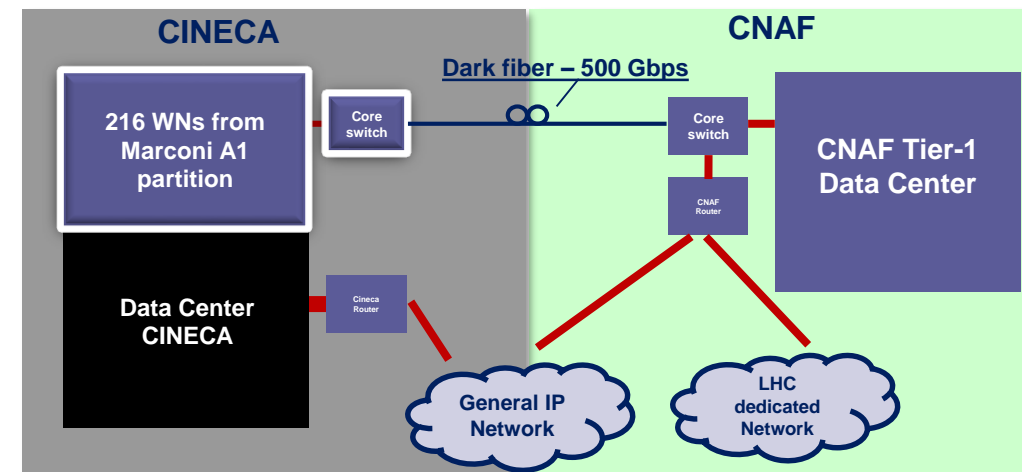 CINECA
CNAF
Dark fiber – 500 Gbps
216 WNs from
Marconi A1
partition
Core
switch
Core
switch
CNAF Tier-1
Data Center
CNAF
Router
Data Center
CINECA
Cineca
Router
General IP
Network
LHC
dedicated
Network